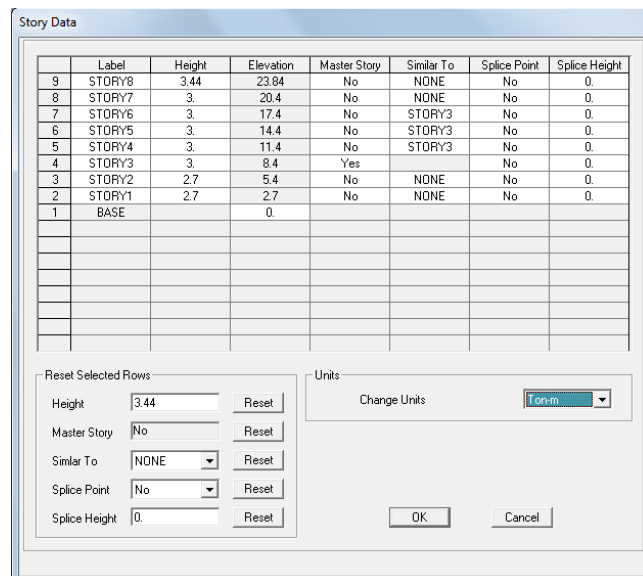 Story Data
Label Height Elevation Master Story Similar To Splice Point Splice Height
9 STORY8 3.44 23.84 No NONE No 0.
8 STORY7 3. 20.4 No NONE No 0.
7 STORY6 3. 17.4 No STORY3 No 0.
6 STORY5 3. 14.4 No STORY3 No 0.
5 STORY4 3. 11.4 No STORY3 No 0.
4 STORY3 3. 8.4 Yes No 0.
3 STORY2 2.7 5.4 No NONE No 0.
2 STORY1 2.7 2.7 No NONE No 0.
1 BASE 0.
Reset Selected Rows
Height 3.44 Reset
Master Story No Reset
Simlar To NONE Reset
Splice Point No Reset
Splice Height 0. Reset
Units
Change Units Ton-m
OK Cancel